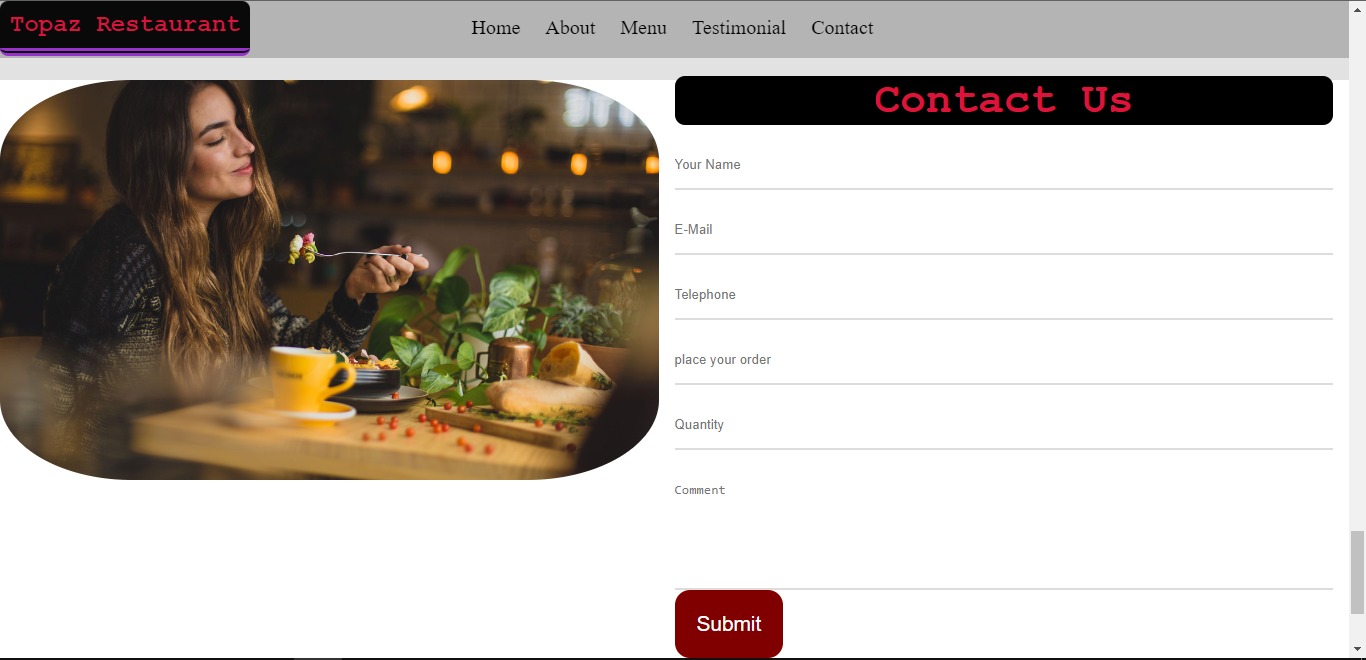 Topaz Restaurant
Home About Menu Testimonial Contact
Contact Us
Your Name
E-Mail
Telephone
place your order
Quantity
Comment
Submit